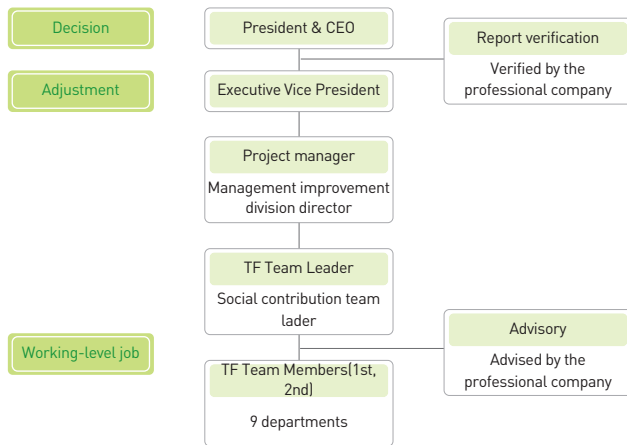 Decision
President & CEO
Report verification
Verified by the
professional company
Adjustment
Executive Vice President
Project manager
Management improvement
division director
TF Team Leader
Social contribution team
lader
Working-level job
Advisory
Advised by the
professional company
TF Team Members(1st,
2nd)
9 departments